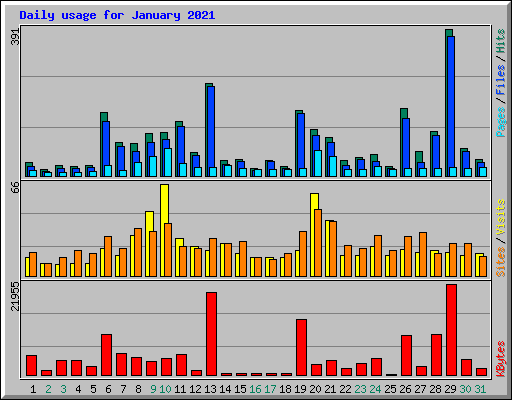 Daily usage for January 2021
391
Pages / Files / Hits
66
Sites / Visits
21955
KBytes
1 2 3 4 5 6 7 8 9 10 11 12 13 14 15 16 17 18 19 20 21 22 23 24 25 26 27 28 29 30 31